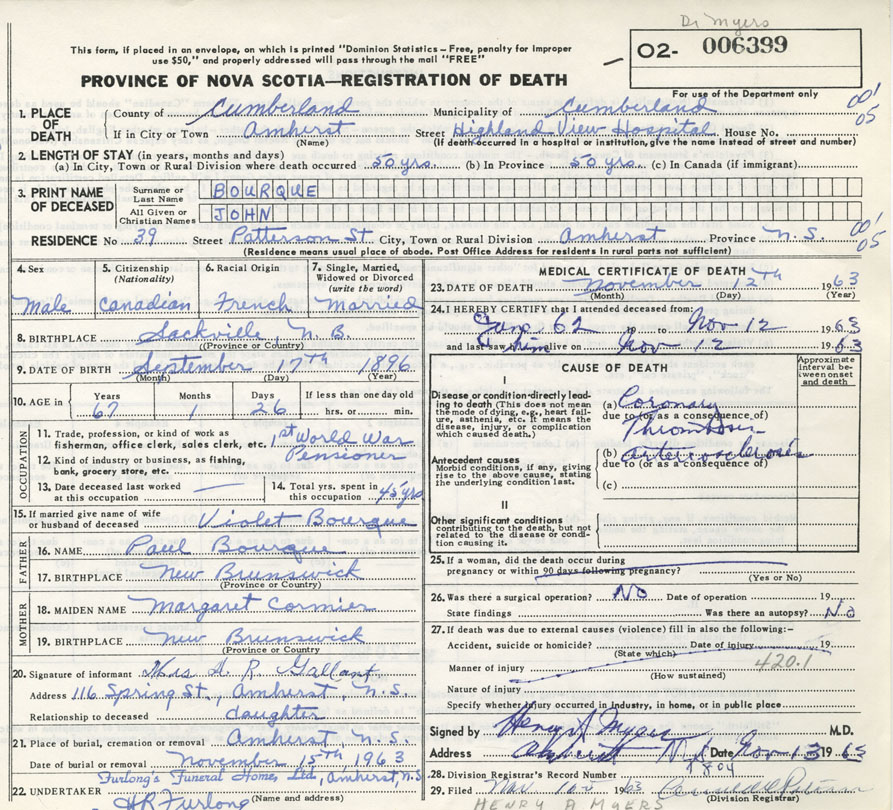 Dr Myers
This form, if placed in an envelope, on which is printed "Dominion Statistics – Free, penalty for improper
use $50," and properly addressed will pass through the mail "FREE"
02- 006399
PROVINCE OF NOVA SCOTIA—REGISTRATION OF DEATH
For use of the Department only
1. PLACE OF DEATH
County of Cumberland Municipality of Cumberland
001
05
If in City or Town Amherst Street Highland View Hospital House No.
(Name) (If death occurred in a hospital or institution, give the name instead of street and number)
2. LENGTH OF STAY (in years, months and days)
(a) In City, Town or Rural Division where death occurred 50 yrs. (b) In Province 50 yrs. (c) In Canada (if immigrant)
3. PRINT NAME OF DECEASED
Surname or Last Name BOURQUE
All Given or Christian Names JOHN
RESIDENCE No 39 Street Patterson St City, Town or Rural Division Amherst Province N.S.
001
05
(Residence means usual place of abode. Post Office Address for residents in rural parts not sufficient)
4. Sex Male
5. Citizenship (Nationality) Canadian
6. Racial Origin French
7. Single, Married, Widowed or Divorced (write the word) Married
8. BIRTHPLACE Sackville, N.B.
(Province or Country)
9. DATE OF BIRTH September 17th 1896
(Month) (Day) (Year)
10. AGE in
Years Months Days If less than one day old
67 1 26 hrs. or min.
OCCUPATION
11. Trade, profession, or kind of work as
fisherman, office clerk, sales clerk, etc. 1st World War
12. Kind of industry or business, as fishing, Pensioner
bank, grocery store, etc.
13. Date deceased last worked
at this occupation —
14. Total yrs. spent in
this occupation 45 yrs
15. If married give name of wife
or husband of deceased Violet Bourque
FATHER
16. NAME Paul Bourque
17. BIRTHPLACE New Brunswick
(Province or Country)
MOTHER
18. MAIDEN NAME Margaret Cormier
19. BIRTHPLACE New Brunswick
(Province or Country)
20. Signature of informant Mrs A. R. Gallant
Address 116 Spring St., Amherst, N.S.
Relationship to deceased daughter
21. Place of burial, cremation or removal Amherst N.S.
Date of burial or removal November 15th 1963
Furlong's Funeral Home Ltd, Amherst, N.S
22. UNDERTAKER HR Furlong
(Name and address)
MEDICAL CERTIFICATE OF DEATH
23. DATE OF DEATH November 12th 1963
(Month) (Day) (Year)
24. I HEREBY CERTIFY that I attended deceased from:
62 to Nov 12 1963
and last saw him alive on Nov 12 1963
CAUSE OF DEATH
Approximate interval between onset and death
I
Disease or condition directly leading to death (This does not mean
the mode of dying, e.g., heart failure, asthenia, etc. It means the
disease, injury, or complication
which caused death.)
(a) Coronary
due to (or as a consequence of)
Thrombosis
Antecedent causes
Morbid conditions, if any, giving
rise to the above cause, stating
the underlying condition last.
(b) arteriosclerosis
due to (or as a consequence of)
(c)
II
Other significant conditions
contributing to the death, but not
related to the disease or condition causing it.
25. If a woman, did the death occur during
pregnancy or within 90 days following pregnancy?
(Yes or No)
26. Was there a surgical operation? No Date of operation 19
State findings Was there an autopsy? No
27. If death was due to external causes (violence) fill in also the following:–
Accident, suicide or homicide? Date of injury 19
(State which)
Manner of injury 420.1
(How sustained)
Nature of injury
Specify whether injury occurred in industry, in home, or in public place
Signed by Henry A Myers M.D.
Address Amherst N.S. Date Nov 13 1963
28. Division Registrar's Record Number
29. Filed 1963
Division Registrar
HENRY A MYERS